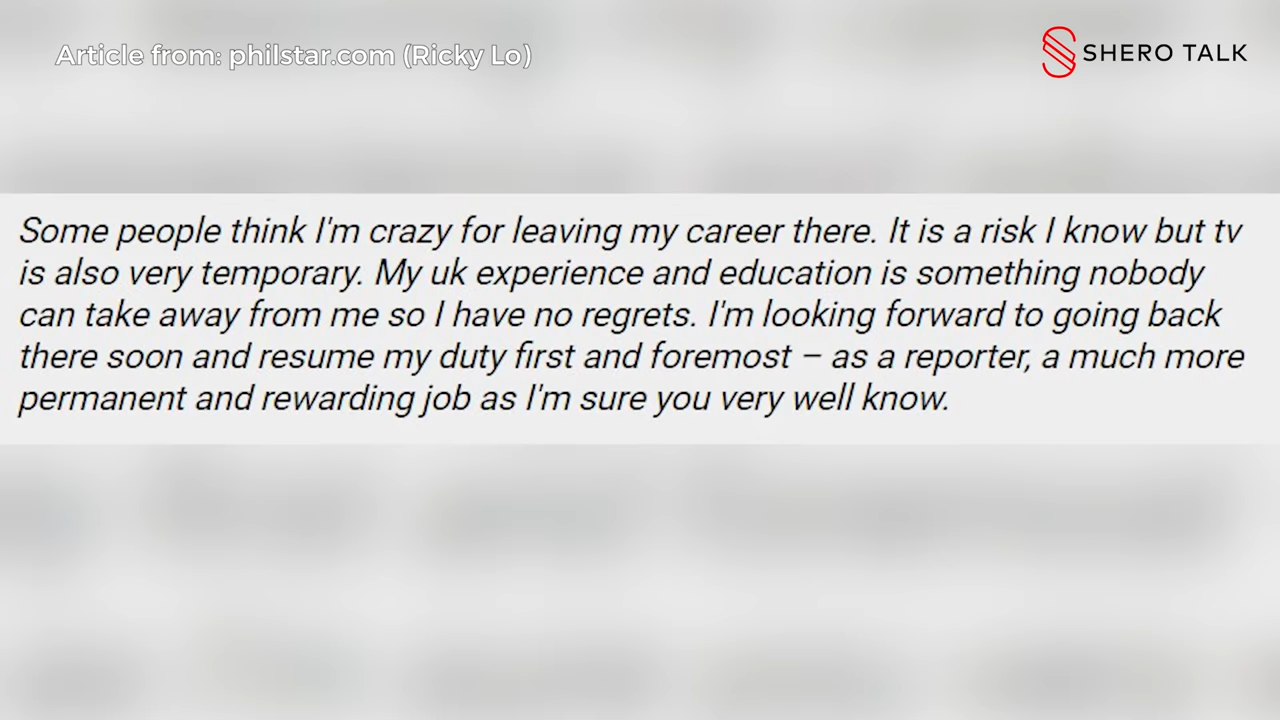 Article from: philstar.com (Ricky Lo)
SHERO TALK
Some people think I'm crazy for leaving my career there. It is a risk I know but tv
is also very temporary. My uk experience and education is something nobody
can take away from me so I have no regrets. I'm looking forward to going back
there soon and resume my duty first and foremost – as a reporter, a much more
permanent and rewarding job as I'm sure you very well know.